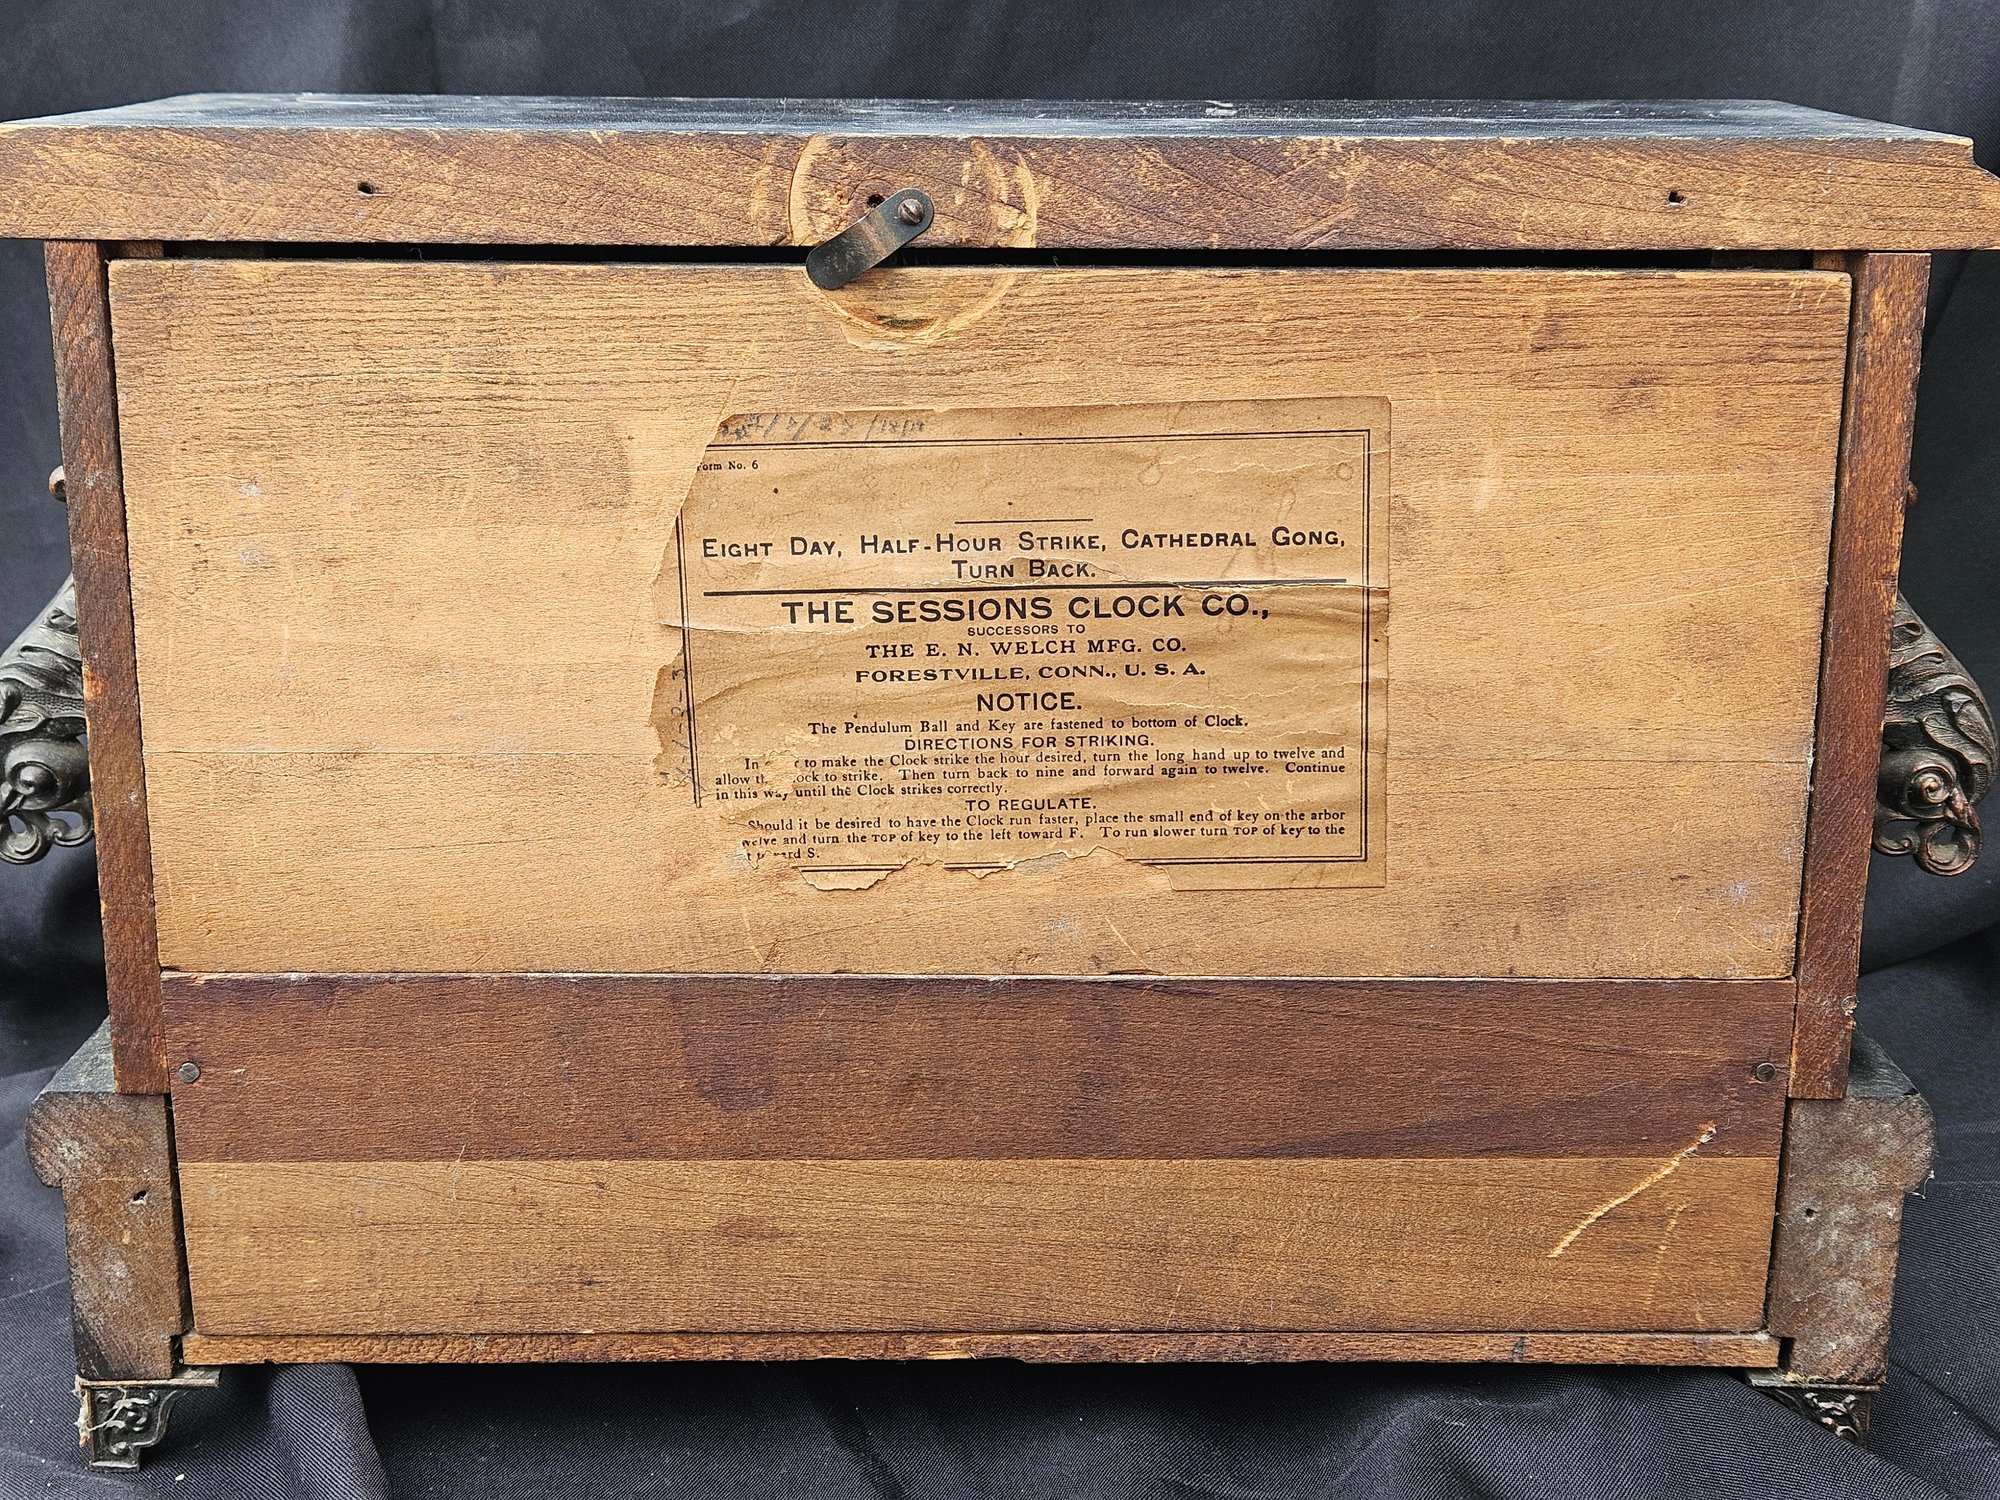 Form No. 6
EIGHT DAY, HALF-HOUR STRIKE, CATHEDRAL GONG,
TURN BACK.
THE SESSIONS CLOCK CO.,
SUCCESSORS TO
THE E. N. WELCH MFG. CO.
FORESTVILLE, CONN., U. S. A.
NOTICE.
The Pendulum Ball and Key are fastened to bottom of Clock.
DIRECTIONS FOR STRIKING.
In to make the Clock strike the hour desired, turn the long hand up to twelve and
allow to strike. Then turn back to nine and forward again to twelve. Continue
in this way until the Clock strikes correctly.
TO REGULATE.
Should it be desired to have the Clock run faster, place the small end of key on the arbor
and turn the TOP of key to the left toward F. To run slower turn TOP of key to the
S.